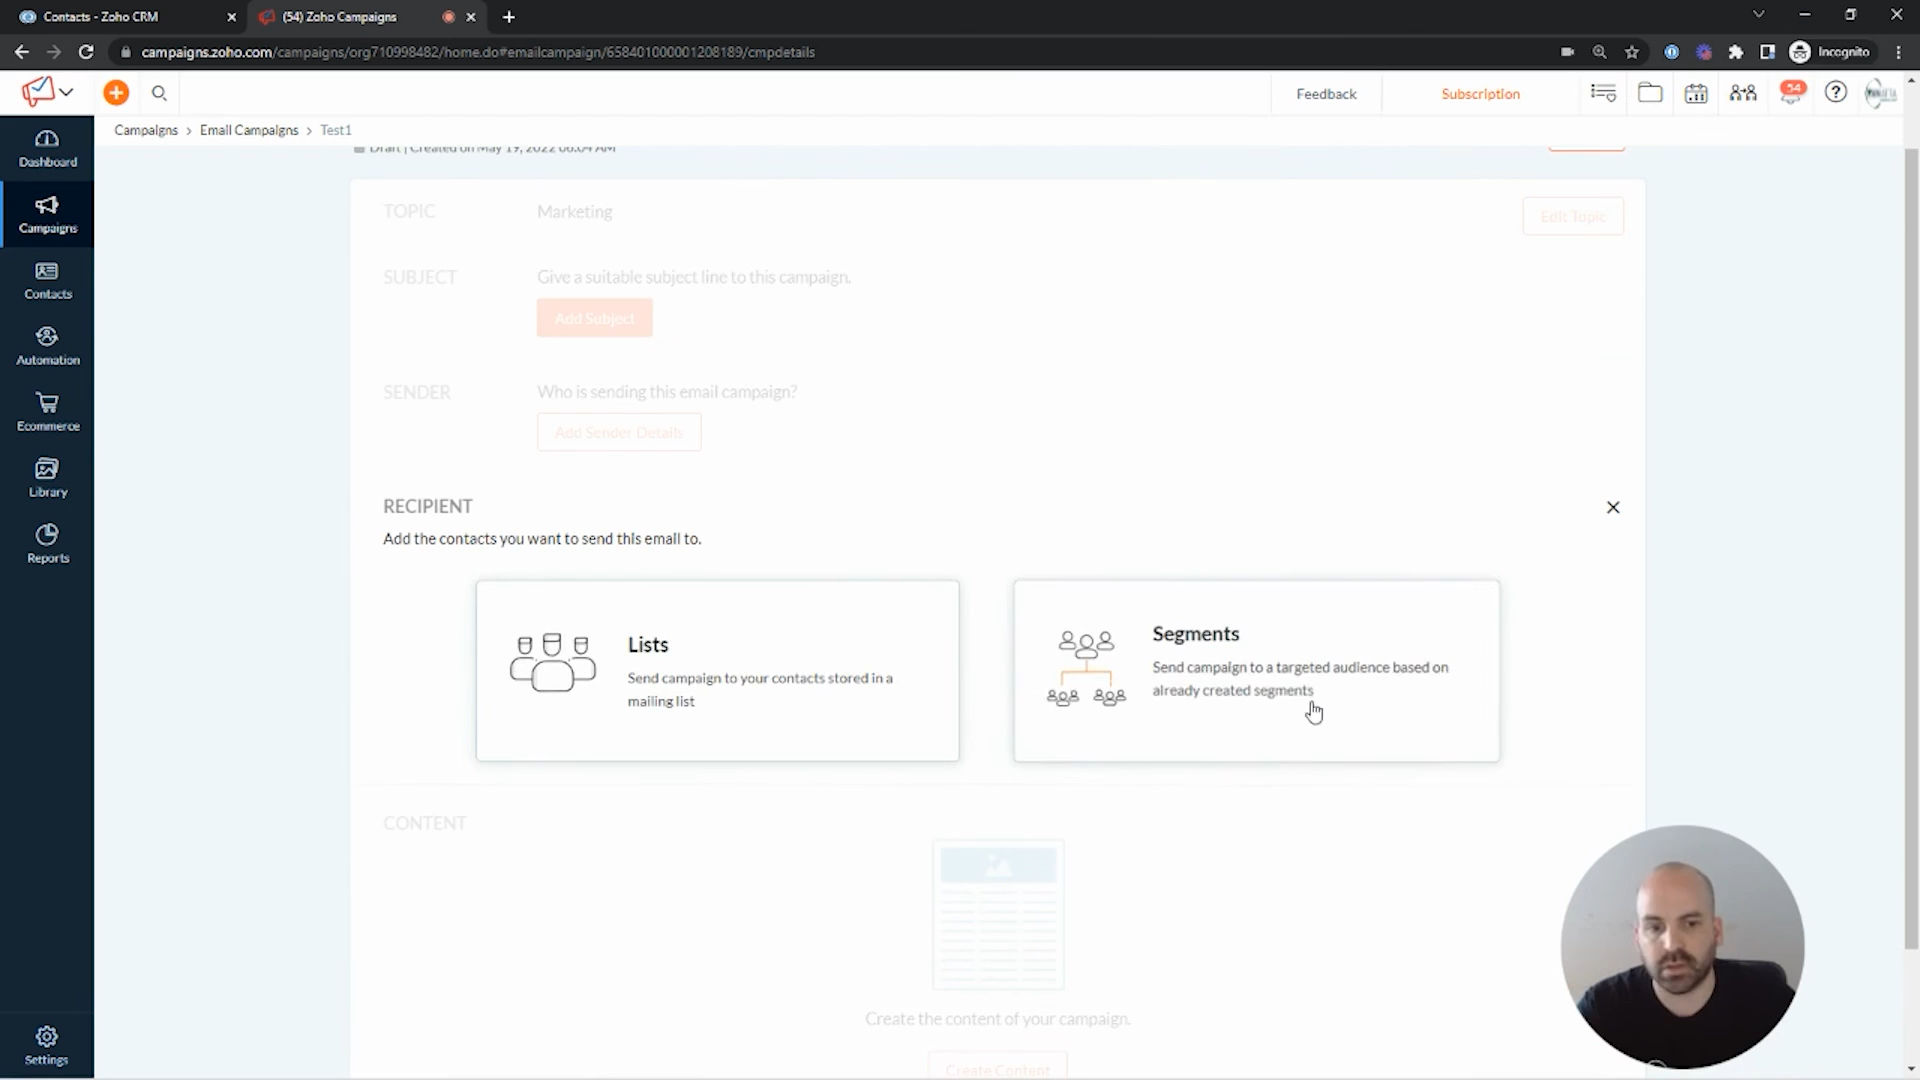 Contacts - Zoho CRM
(54) Zoho Campaigns
campaigns.zoho.com/campaigns/org710998482/home.do#emailcampaign/658401000001208189/cmpdetails
Incognito
Feedback
Subscription
54
Campaigns > Email Campaigns > Test1
Draft | Created on May 19, 2022 06:04 AM
Dashboard
Campaigns
Contacts
Automation
Ecommerce
Library
Reports
Settings
TOPIC
Marketing
Edit Topic
SUBJECT
Give a suitable subject line to this campaign.
Add Subject
SENDER
Who is sending this email campaign?
Add Sender Details
RECIPIENT
Add the contacts you want to send this email to.
Lists
Send campaign to your contacts stored in a
mailing list
Segments
Send campaign to a targeted audience based on
already created segments
CONTENT
Create the content of your campaign.
Create Content